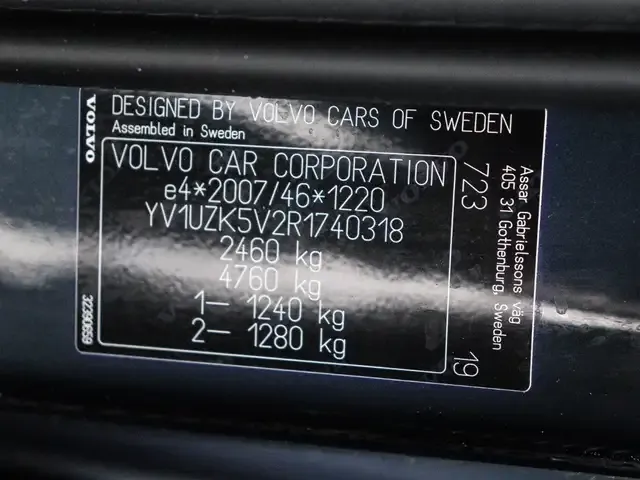 VOLVO
DESIGNED BY VOLVO CARS OF SWEDEN
Assembled in Sweden
VOLVO CAR CORPORATION
e4*2007/46*1220
YV1UZK5V2R1740318
2460 kg
4760 kg
1– 1240 kg
2– 1280 kg
723
19
Assar Gabrielssons väg
405 31 Gothenburg, Sweden
32390659